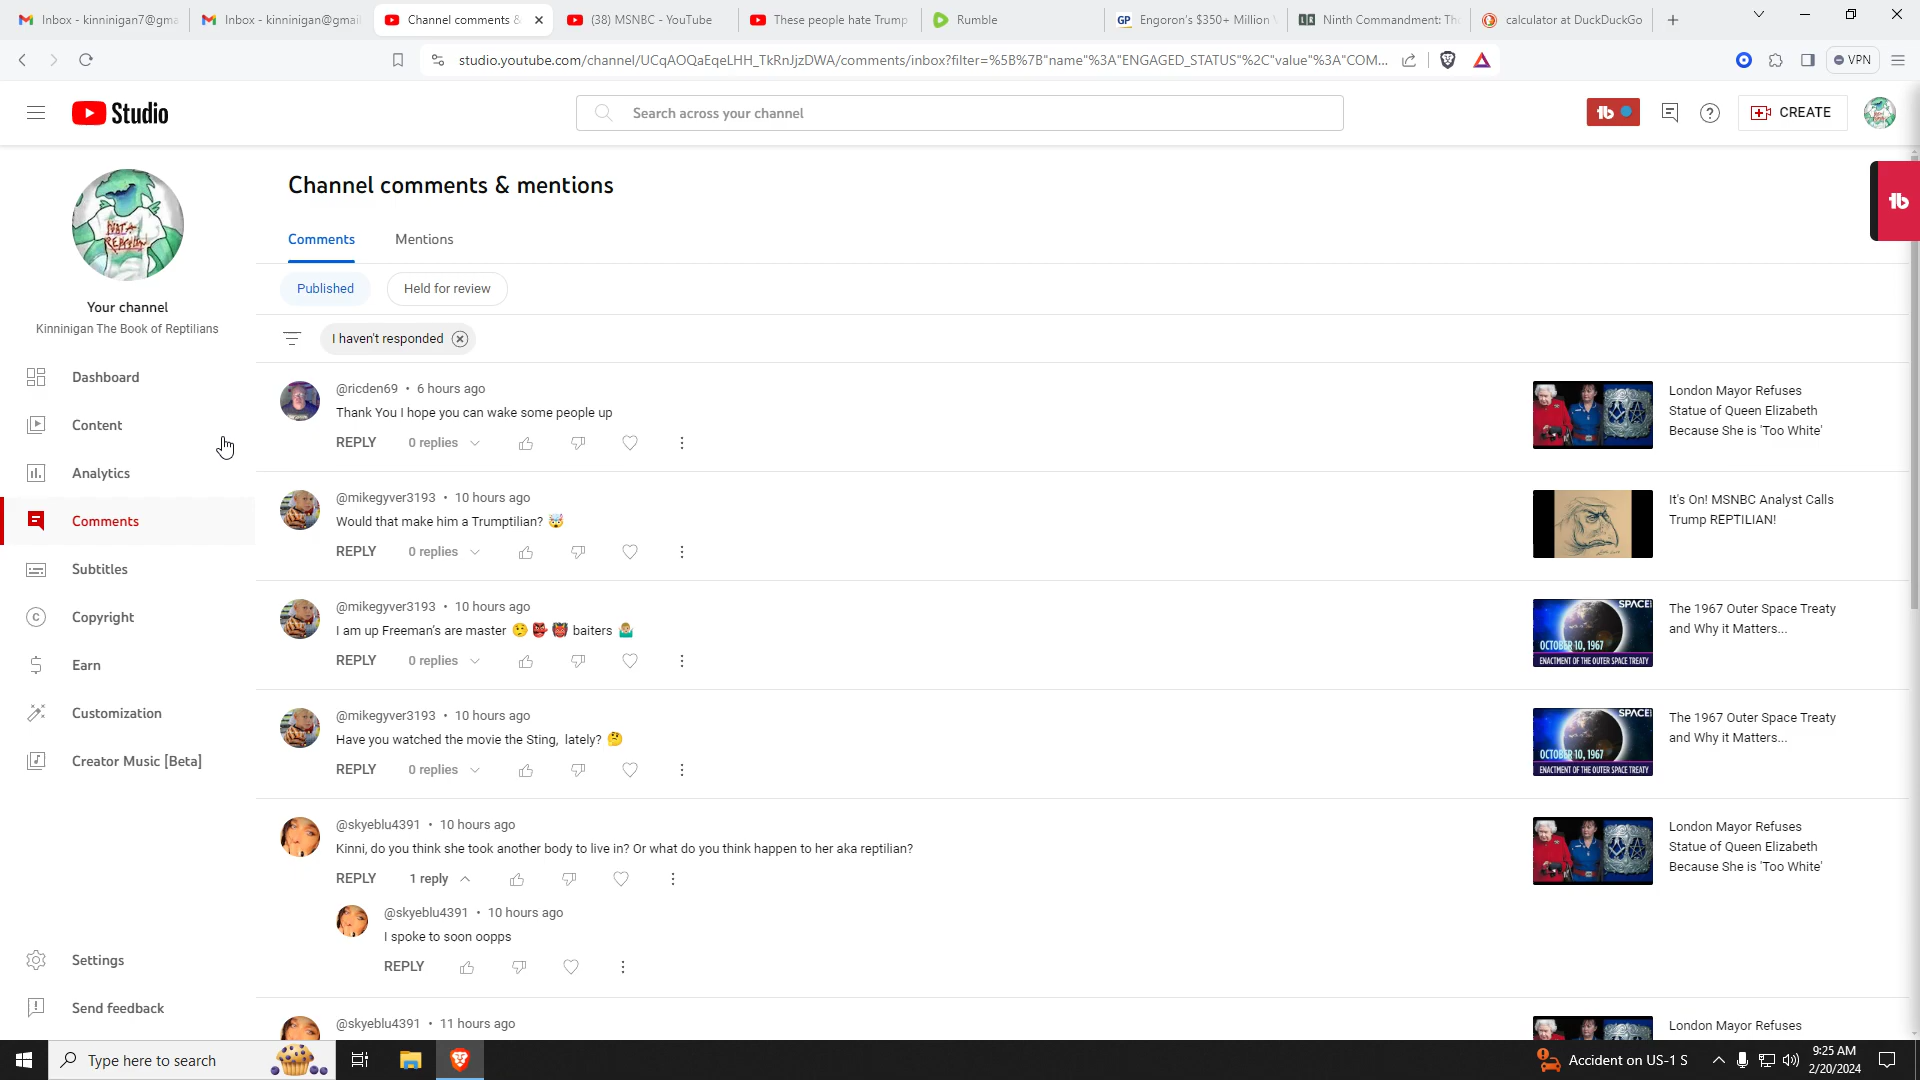 Inbox - kinninigan7@gma
Inbox - kinninigan@gmai
Channel comments &
(38) MSNBC - YouTube
These people hate Trump
Rumble
GP Engoron's $350+ Million
LR Ninth Commandment: Th
calculator at DuckDuckGo
studio.youtube.com/channel/UCqAOQaEqeLHH_TkRnJjzDWA/comments/inbox?filter=%5B%7B"name"%3A"ENGAGED_STATUS"%2C"value"%3A"COM...
VPN
Studio
Search across your channel
tb
CREATE
NOT A
REPTILIAN
Your channel
Kinninigan The Book of Reptilians
Dashboard
Content
Analytics
Comments
Subtitles
Copyright
Earn
Customization
Creator Music [Beta]
Settings
Send feedback
Channel comments & mentions
tb
Comments
Mentions
Published
Held for review
I haven't responded
@ricden69 • 6 hours ago
Thank You I hope you can wake some people up
REPLY 0 replies
London Mayor Refuses
Statue of Queen Elizabeth
Because She is 'Too White'
@mikegyver3193 • 10 hours ago
Would that make him a Trumptilian? 🤯
REPLY 0 replies
It's On! MSNBC Analyst Calls
Trump REPTILIAN!
@mikegyver3193 • 10 hours ago
I am up Freeman's are master 🤥👺👹 baiters 🤷🏼‍♂️
REPLY 0 replies
SPACE
OCTOBER 10, 1967
ENACTMENT OF THE OUTER SPACE TREATY
The 1967 Outer Space Treaty
and Why it Matters...
@mikegyver3193 • 10 hours ago
Have you watched the movie the Sting, lately? 🤔
REPLY 0 replies
SPACE
OCTOBER 10, 1967
ENACTMENT OF THE OUTER SPACE TREATY
The 1967 Outer Space Treaty
and Why it Matters...
@skyeblu4391 • 10 hours ago
Kinni, do you think she took another body to live in? Or what do you think happen to her aka reptilian?
REPLY 1 reply
London Mayor Refuses
Statue of Queen Elizabeth
Because She is 'Too White'
@skyeblu4391 • 10 hours ago
I spoke to soon oopps
REPLY
@skyeblu4391 • 11 hours ago
London Mayor Refuses
Type here to search
Accident on US-1 S
9:25 AM
2/20/2024